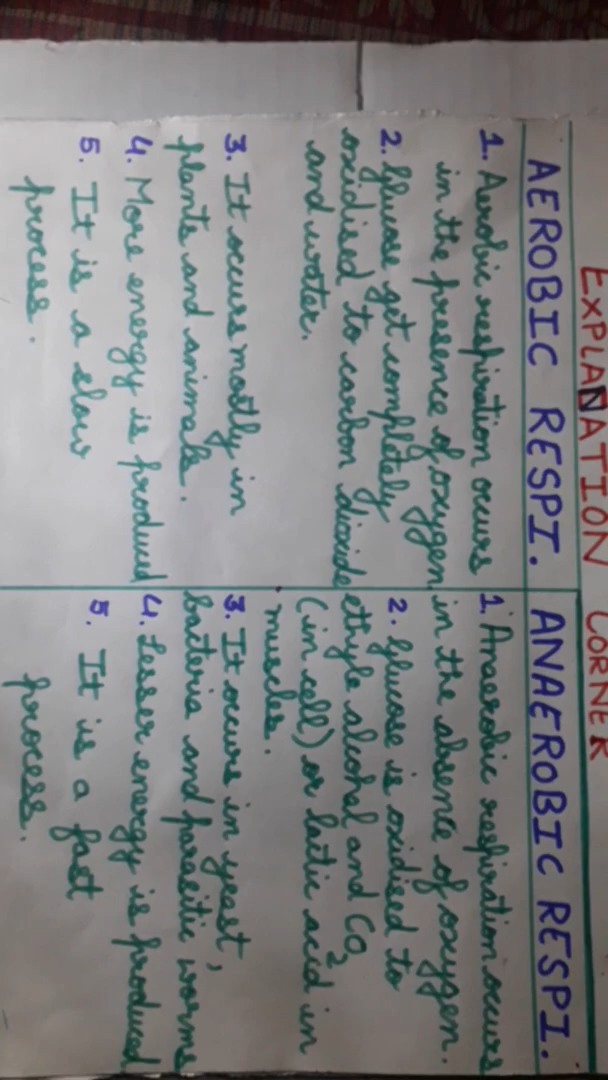 EXPLANATION CORNER
AEROBIC RESPI.
1. Aerobic respiration occurs
in the presence of oxygen
2. Glucose get completely
oxidised to carbon dioxide
and water.
3. It occurs mostly in
plants and animals.
4. More energy is produced
5. It is a slow
process.
ANAEROBIC RESPI.
1. Anaerobic respiration occurs
in the absence of oxygen.
2. Glucose is oxidised to
ethyle alcohol and CO2
(in cell) or lactic acid in
muscles.
3. It occurs in yeast,
bacteria and parasitic worms
4. Lesser energy is produced
5. It is a fast
process.